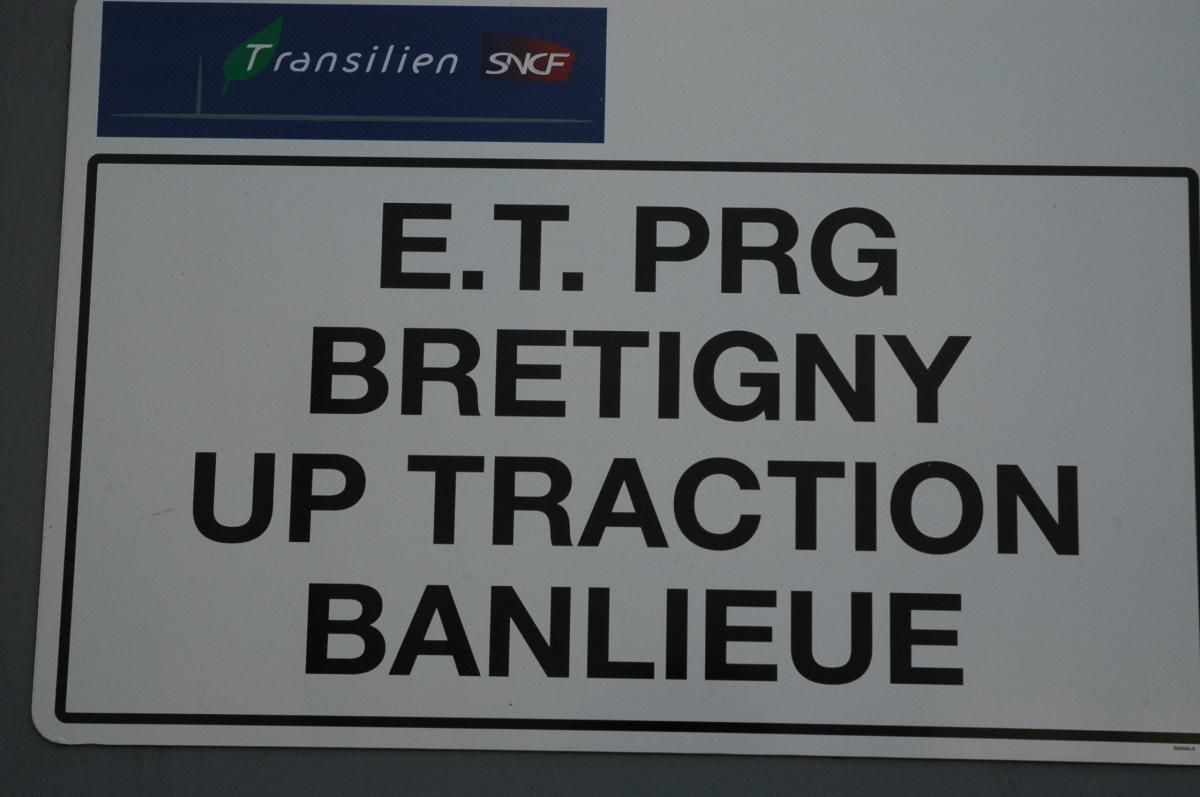 Transilien SNCF
E.T. PRG
BRETIGNY
UP TRACTION
BANLIEUE